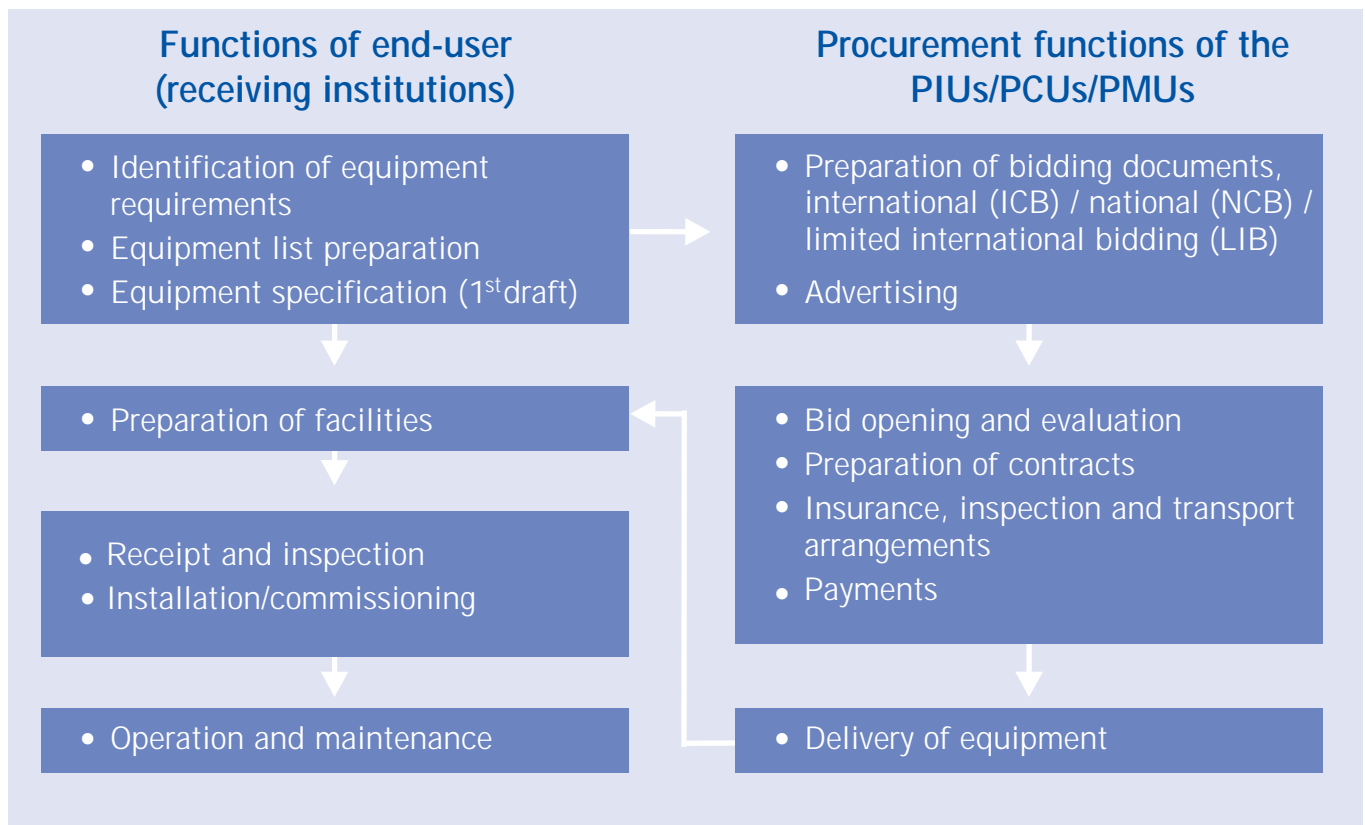 Functions of end-user
(receiving institutions)
• Identification of equipment
requirements
• Equipment list preparation
• Equipment specification (1st draft)
• Preparation of facilities
• Receipt and inspection
• Installation/commissioning
• Operation and maintenance
Procurement functions of the
PIUs/PCUs/PMUs
• Preparation of bidding documents,
international (ICB) / national (NCB) /
limited international bidding (LIB)
• Advertising
• Bid opening and evaluation
• Preparation of contracts
• Insurance, inspection and transport
arrangements
• Payments
• Delivery of equipment